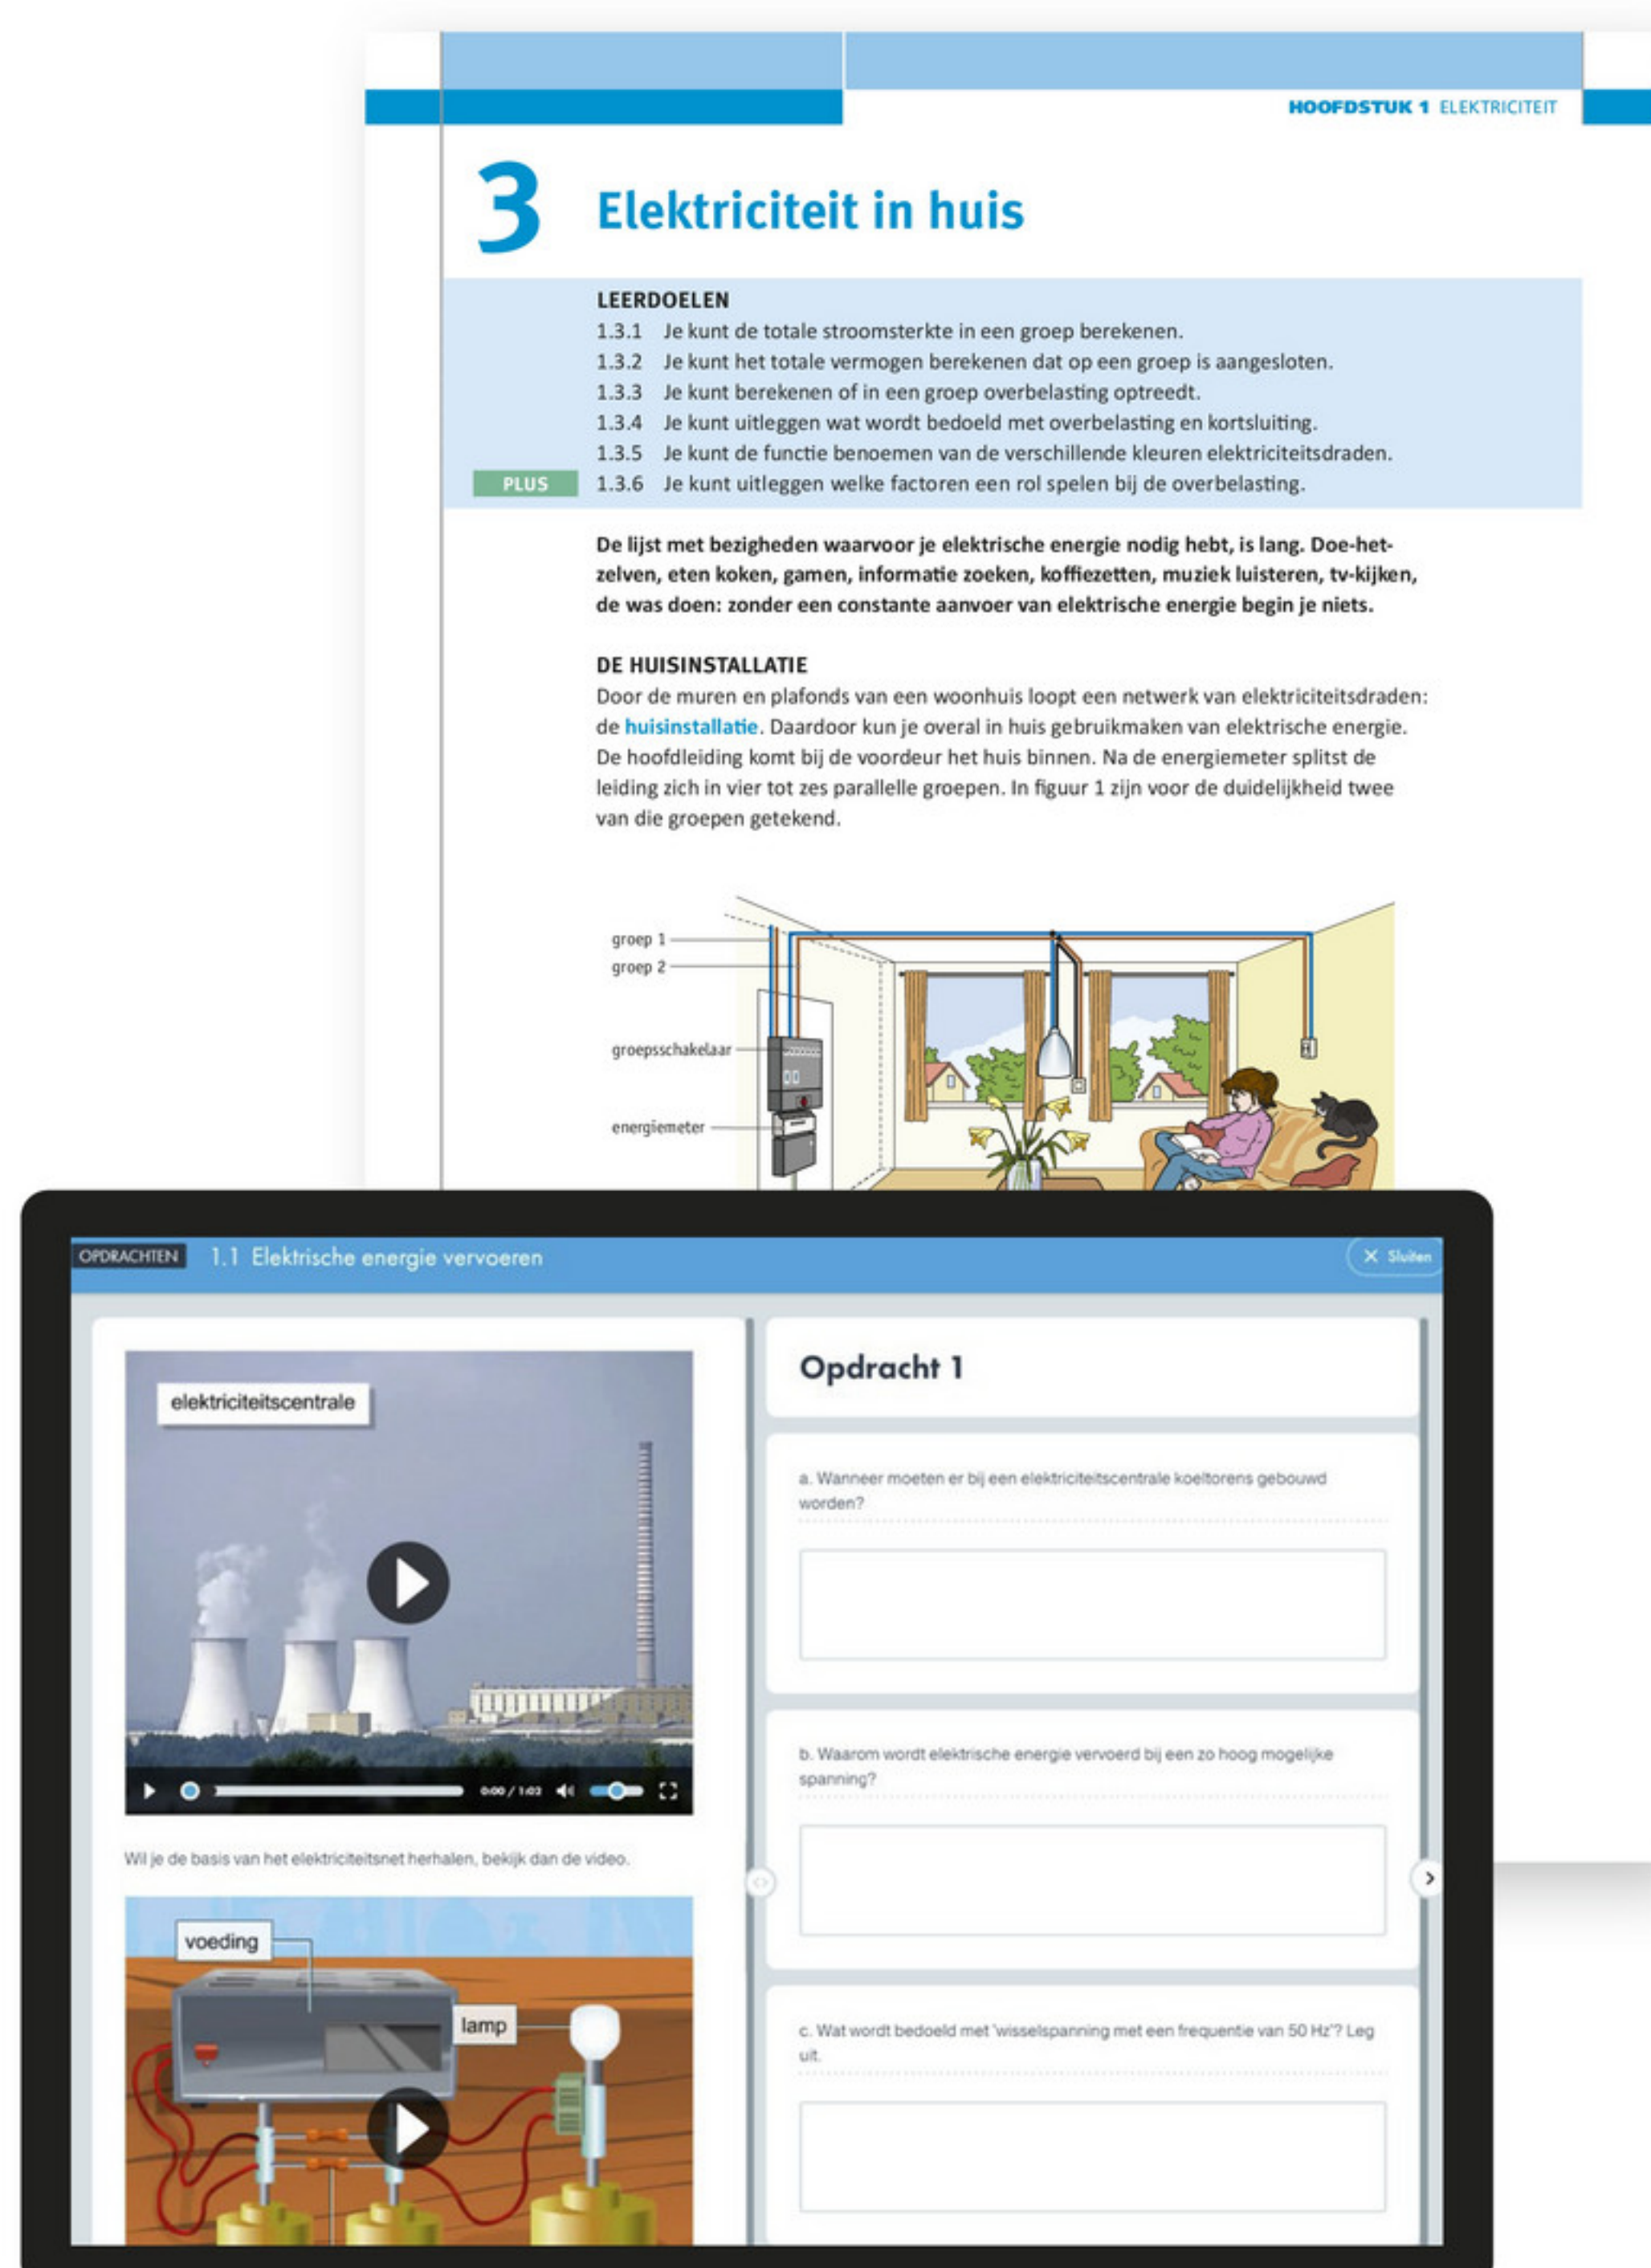 HOOFDSTUK 1 ELEKTRICITEIT
3 Elektriciteit in huis
LEERDOELEN
1.3.1 Je kunt de totale stroomsterkte in een groep berekenen.
1.3.2 Je kunt het totale vermogen berekenen dat op een groep is aangesloten.
1.3.3 Je kunt berekenen of in een groep overbelasting optreedt.
1.3.4 Je kunt uitleggen wat wordt bedoeld met overbelasting en kortsluiting.
1.3.5 Je kunt de functie benoemen van de verschillende kleuren elektriciteitsdraden.
PLUS 1.3.6 Je kunt uitleggen welke factoren een rol spelen bij de overbelasting.
De lijst met bezigheden waarvoor je elektrische energie nodig hebt, is lang. Doe-het-
zelven, eten koken, gamen, informatie zoeken, koffiezetten, muziek luisteren, tv-kijken,
de was doen: zonder een constante aanvoer van elektrische energie begin je niets.
DE HUISINSTALLATIE
Door de muren en plafonds van een woonhuis loopt een netwerk van elektriciteitsdraden:
de huisinstallatie. Daardoor kun je overal in huis gebruikmaken van elektrische energie.
De hoofdleiding komt bij de voordeur het huis binnen. Na de energiemeter splitst de
leiding zich in vier tot zes parallelle groepen. In figuur 1 zijn voor de duidelijkheid twee
van die groepen getekend.
groep 1
groep 2
groepsschakelaar
energiemeter
OPDRACHTEN 1.1 Elektrische energie vervoeren
Sluiten
elektriciteitscentrale
0:00 / 1:02
Wil je de basis van het elektriciteitsnet herhalen, bekijk dan de video.
voeding
lamp
Opdracht 1
a. Wanneer moeten er bij een elektriciteitscentrale koeltorens gebouwd
worden?
b. Waarom wordt elektrische energie vervoerd bij een zo hoog mogelijke
spanning?
c. Wat wordt bedoeld met 'wisselspanning met een frequentie van 50 Hz'? Leg
uit.